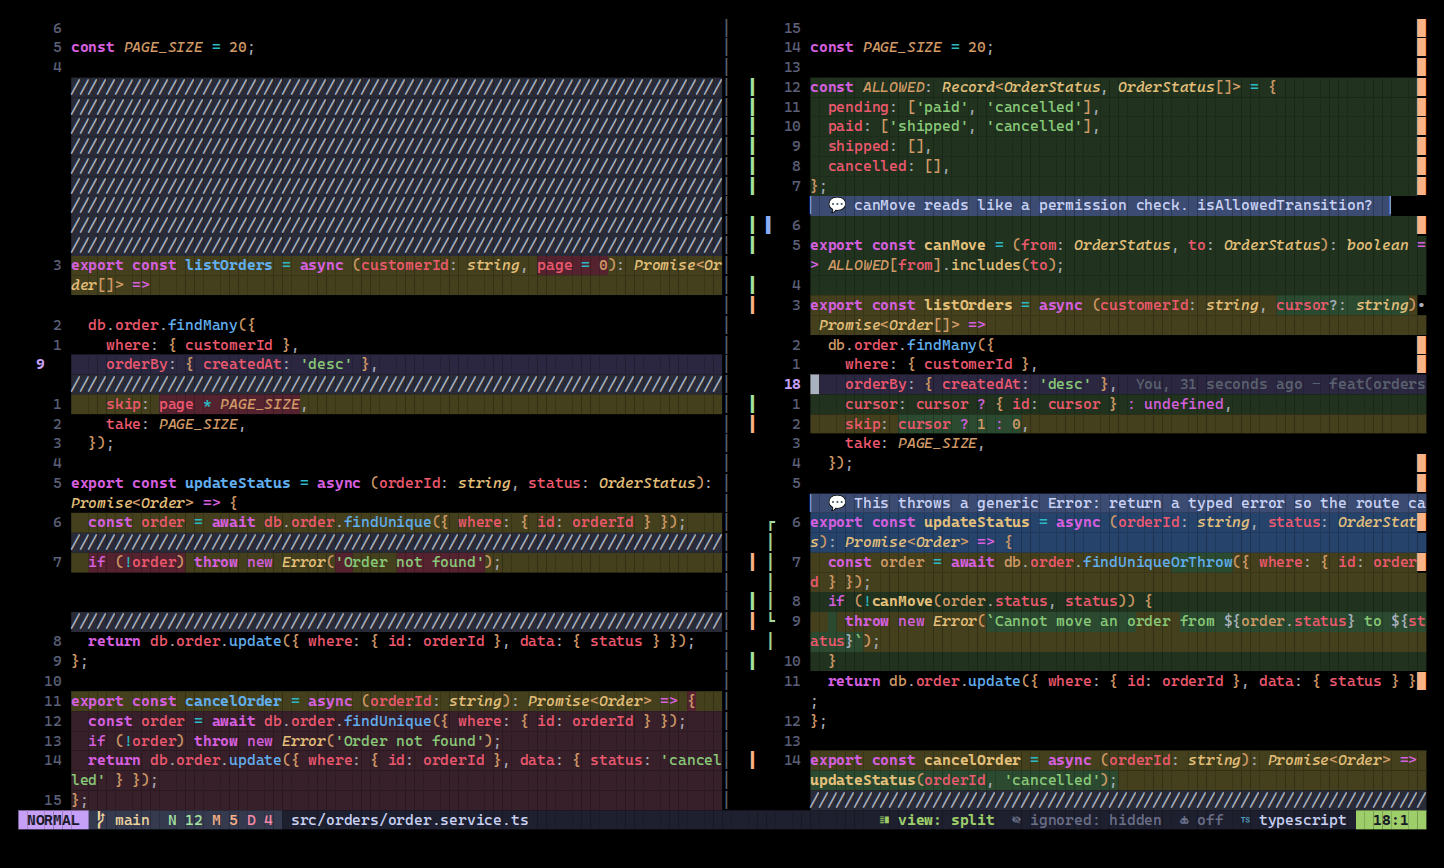 6
5 const PAGE_SIZE = 20;
4
3 export const listOrders = async (customerId: string, page = 0): Promise<Or
der[]> =>
2   db.order.findMany({
1     where: { customerId },
9     orderBy: { createdAt: 'desc' },
1     skip: page * PAGE_SIZE,
2     take: PAGE_SIZE,
3   });
4
5 export const updateStatus = async (orderId: string, status: OrderStatus):
Promise<Order> => {
6   const order = await db.order.findUnique({ where: { id: orderId } });
7   if (!order) throw new Error('Order not found');
8   return db.order.update({ where: { id: orderId }, data: { status } });
9 };
10
11 export const cancelOrder = async (orderId: string): Promise<Order> => {
12   const order = await db.order.findUnique({ where: { id: orderId } });
13   if (!order) throw new Error('Order not found');
14   return db.order.update({ where: { id: orderId }, data: { status: 'cancel
led' } });
15 };
15
14 const PAGE_SIZE = 20;
13
12 const ALLOWED: Record<OrderStatus, OrderStatus[]> = {
11   pending: ['paid', 'cancelled'],
10   paid: ['shipped', 'cancelled'],
9   shipped: [],
8   cancelled: [],
7 };
💬 canMove reads like a permission check. isAllowedTransition?
6
5 export const canMove = (from: OrderStatus, to: OrderStatus): boolean =
> ALLOWED[from].includes(to);
4
3 export const listOrders = async (customerId: string, cursor?: string)•
Promise<Order[]> =>
2   db.order.findMany({
1     where: { customerId },
18     orderBy: { createdAt: 'desc' },  You, 31 seconds ago – feat(orders
1     cursor: cursor ? { id: cursor } : undefined,
2     skip: cursor ? 1 : 0,
3     take: PAGE_SIZE,
4   });
5
💬 This throws a generic Error: return a typed error so the route ca
6 export const updateStatus = async (orderId: string, status: OrderStat
s): Promise<Order> => {
7   const order = await db.order.findUniqueOrThrow({ where: { id: order
d } });
8   if (!canMove(order.status, status)) {
9     throw new Error(`Cannot move an order from ${order.status} to ${st
atus}`);
10   }
11   return db.order.update({ where: { id: orderId }, data: { status } }
;
12 };
13
14 export const cancelOrder = async (orderId: string): Promise<Order> =>
updateStatus(orderId, 'cancelled');
NORMAL main N 12 M 5 D 4 src/orders/order.service.ts view: split ignored: hidden off TS typescript 18:1